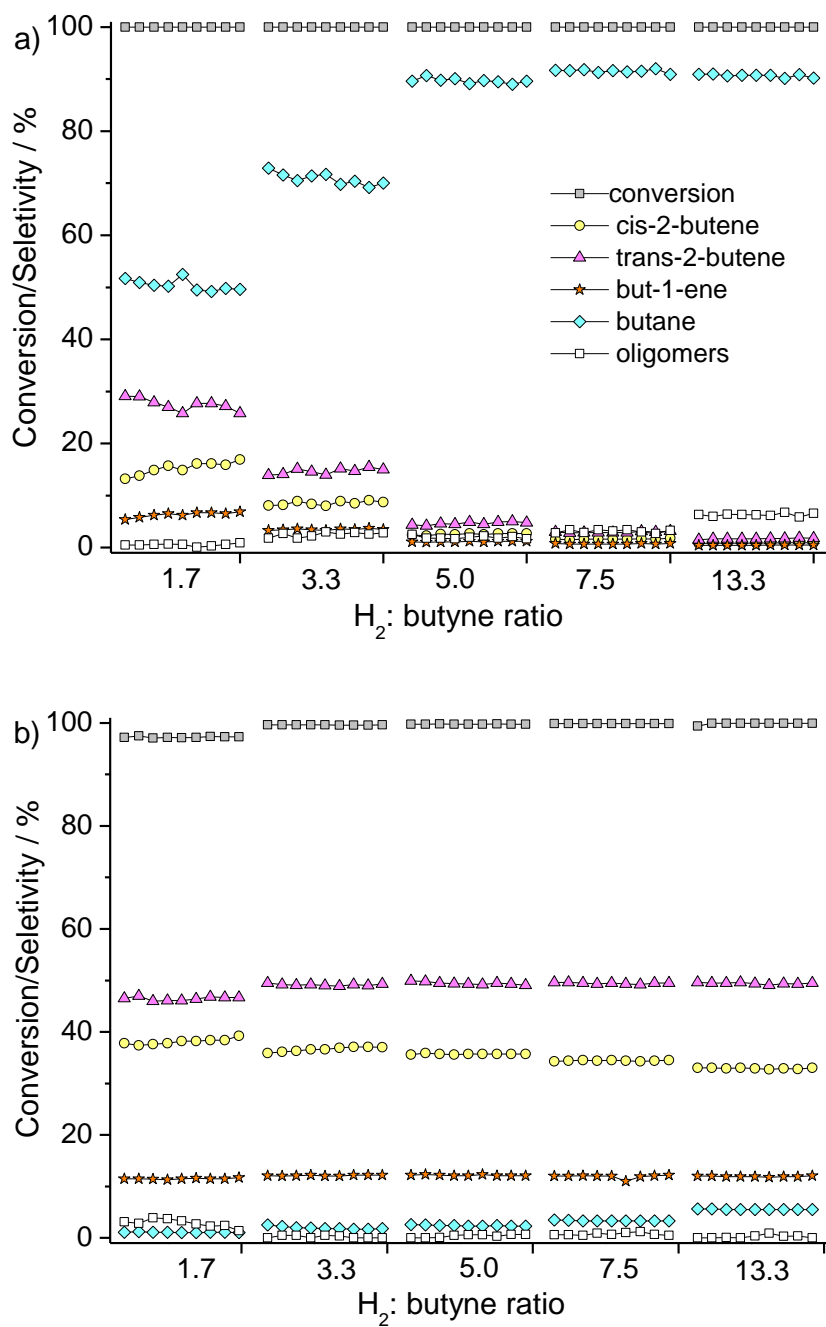 a)
100
80
60
40
20
0
Conversion/Seletivity / %
conversion
cis-2-butene
trans-2-butene
but-1-ene
butane
oligomers
1.7 3.3 5.0 7.5 13.3
H2: butyne ratio
b)
100
80
60
40
20
0
Conversion/Seletivity / %
1.7 3.3 5.0 7.5 13.3
H2: butyne ratio